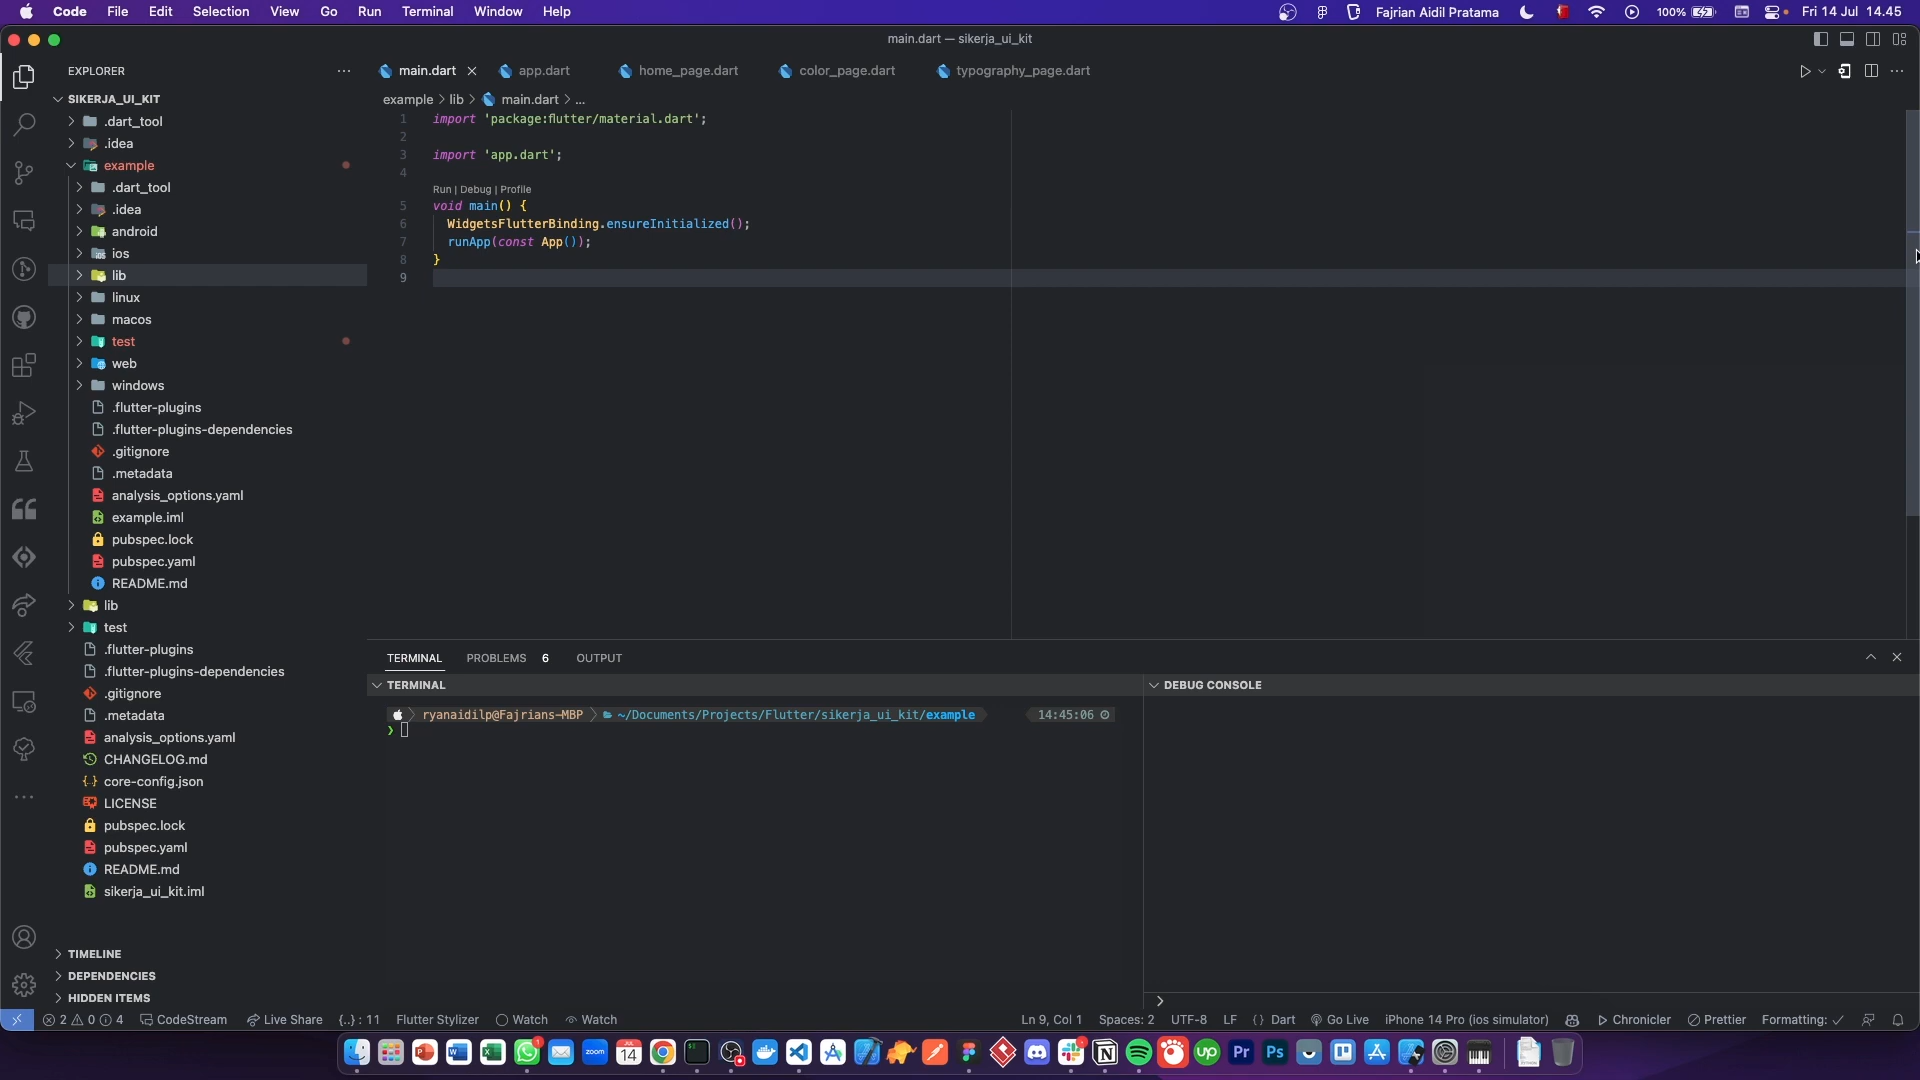 Code File Edit Selection View Go Run Terminal Window Help
Fajrian Aidil Pratama 100% Fri 14 Jul 14.45
main.dart — sikerja_ui_kit
EXPLORER
main.dart app.dart home_page.dart color_page.dart typography_page.dart
example > lib > main.dart > ...
SIKERJA_UI_KIT
.dart_tool
.idea
example
.dart_tool
.idea
android
ios
lib
linux
macos
test
web
windows
.flutter-plugins
.flutter-plugins-dependencies
.gitignore
.metadata
analysis_options.yaml
example.iml
pubspec.lock
pubspec.yaml
README.md
lib
test
.flutter-plugins
.flutter-plugins-dependencies
.gitignore
.metadata
analysis_options.yaml
CHANGELOG.md
core-config.json
LICENSE
pubspec.lock
pubspec.yaml
README.md
sikerja_ui_kit.iml
TIMELINE
DEPENDENCIES
HIDDEN ITEMS
1 import 'package:flutter/material.dart';
2
3 import 'app.dart';
4
Run | Debug | Profile
5 void main() {
6 WidgetsFlutterBinding.ensureInitialized();
7 runApp(const App());
8 }
9
TERMINAL PROBLEMS 6 OUTPUT
TERMINAL
ryanaidilp@Fajrians-MBP ~/Documents/Projects/Flutter/sikerja_ui_kit/example 14:45:06
DEBUG CONSOLE
2 0 4 CodeStream Live Share {..} : 11 Flutter Stylizer Watch Watch
Ln 9, Col 1 Spaces: 2 UTF-8 LF { } Dart Go Live iPhone 14 Pro (ios simulator) Chronicler Prettier Formatting: ✓
zoom JUL 14 up Pr Ps